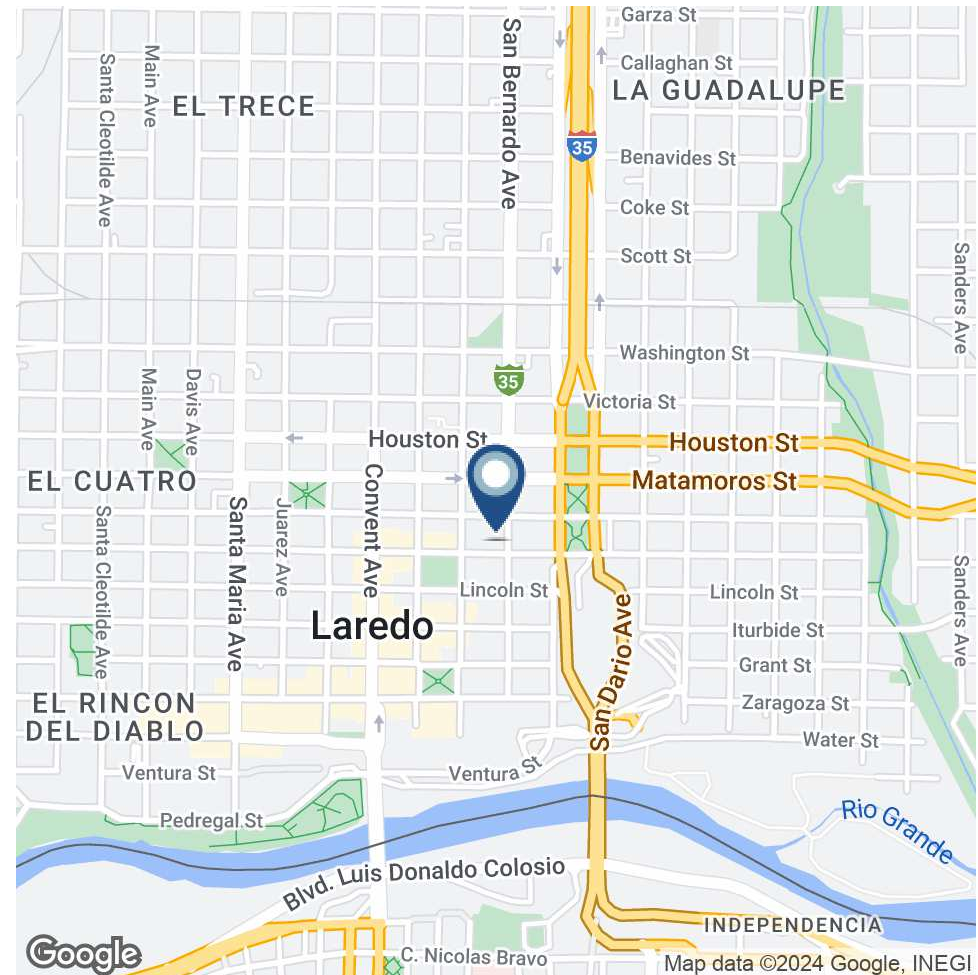 Garza St
San Bernardo Ave
Main Ave
Santa Cleotilde Ave
Callaghan St
LA GUADALUPE
EL TRECE
35
Benavides St
Coke St
Scott St
Sanders Ave
Washington St
Main Ave
Davis Ave
35
Victoria St
Houston St
Houston St
EL CUATRO
Matamoros St
Convent Ave
Santa Maria Ave
Juarez Ave
Santa Cleotilde Ave
Lincoln St
Lincoln St
Sanders Ave
Laredo
San Dario Ave
Iturbide St
Grant St
EL RINCON
DEL DIABLO
Zaragoza St
Water St
Ventura St
Ventura St
Pedregal St
Rio Grande
Blvd. Luis Donaldo Colosio
INDEPENDENCIA
C. Nicolas Bravo
Google
Map data ©2024 Google, INEGI